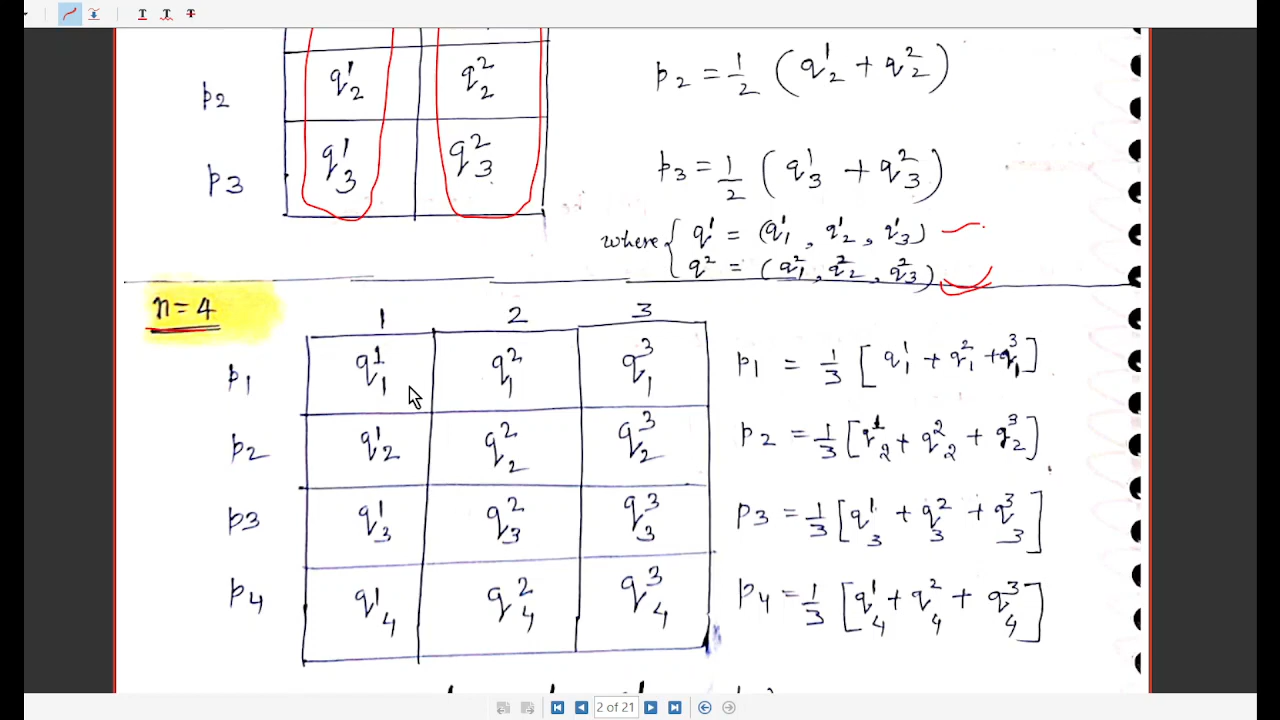 p₂ q¹₂ q²₂ p₂ = 1/2 (q¹₂ + q²₂)
p₃ q¹₃ q²₃ p₃ = 1/2 (q¹₃ + q²₃)
where { q¹ = (q¹₁, q¹₂, q¹₃)
q² = (q²₁, q²₂, q²₃)
n = 4
1 2 3
p₁ q¹₁ q²₁ q³₁ p₁ = 1/3 [q¹₁ + q²₁ + q³₁]
p₂ q¹₂ q²₂ q³₂ p₂ = 1/3 [q¹₂ + q²₂ + q³₂]
p₃ q¹₃ q²₃ q³₃ p₃ = 1/3 [q¹₃ + q²₃ + q³₃]
p₄ q¹₄ q²₄ q³₄ p₄ = 1/3 [q¹₄ + q²₄ + q³₄]
2 of 21